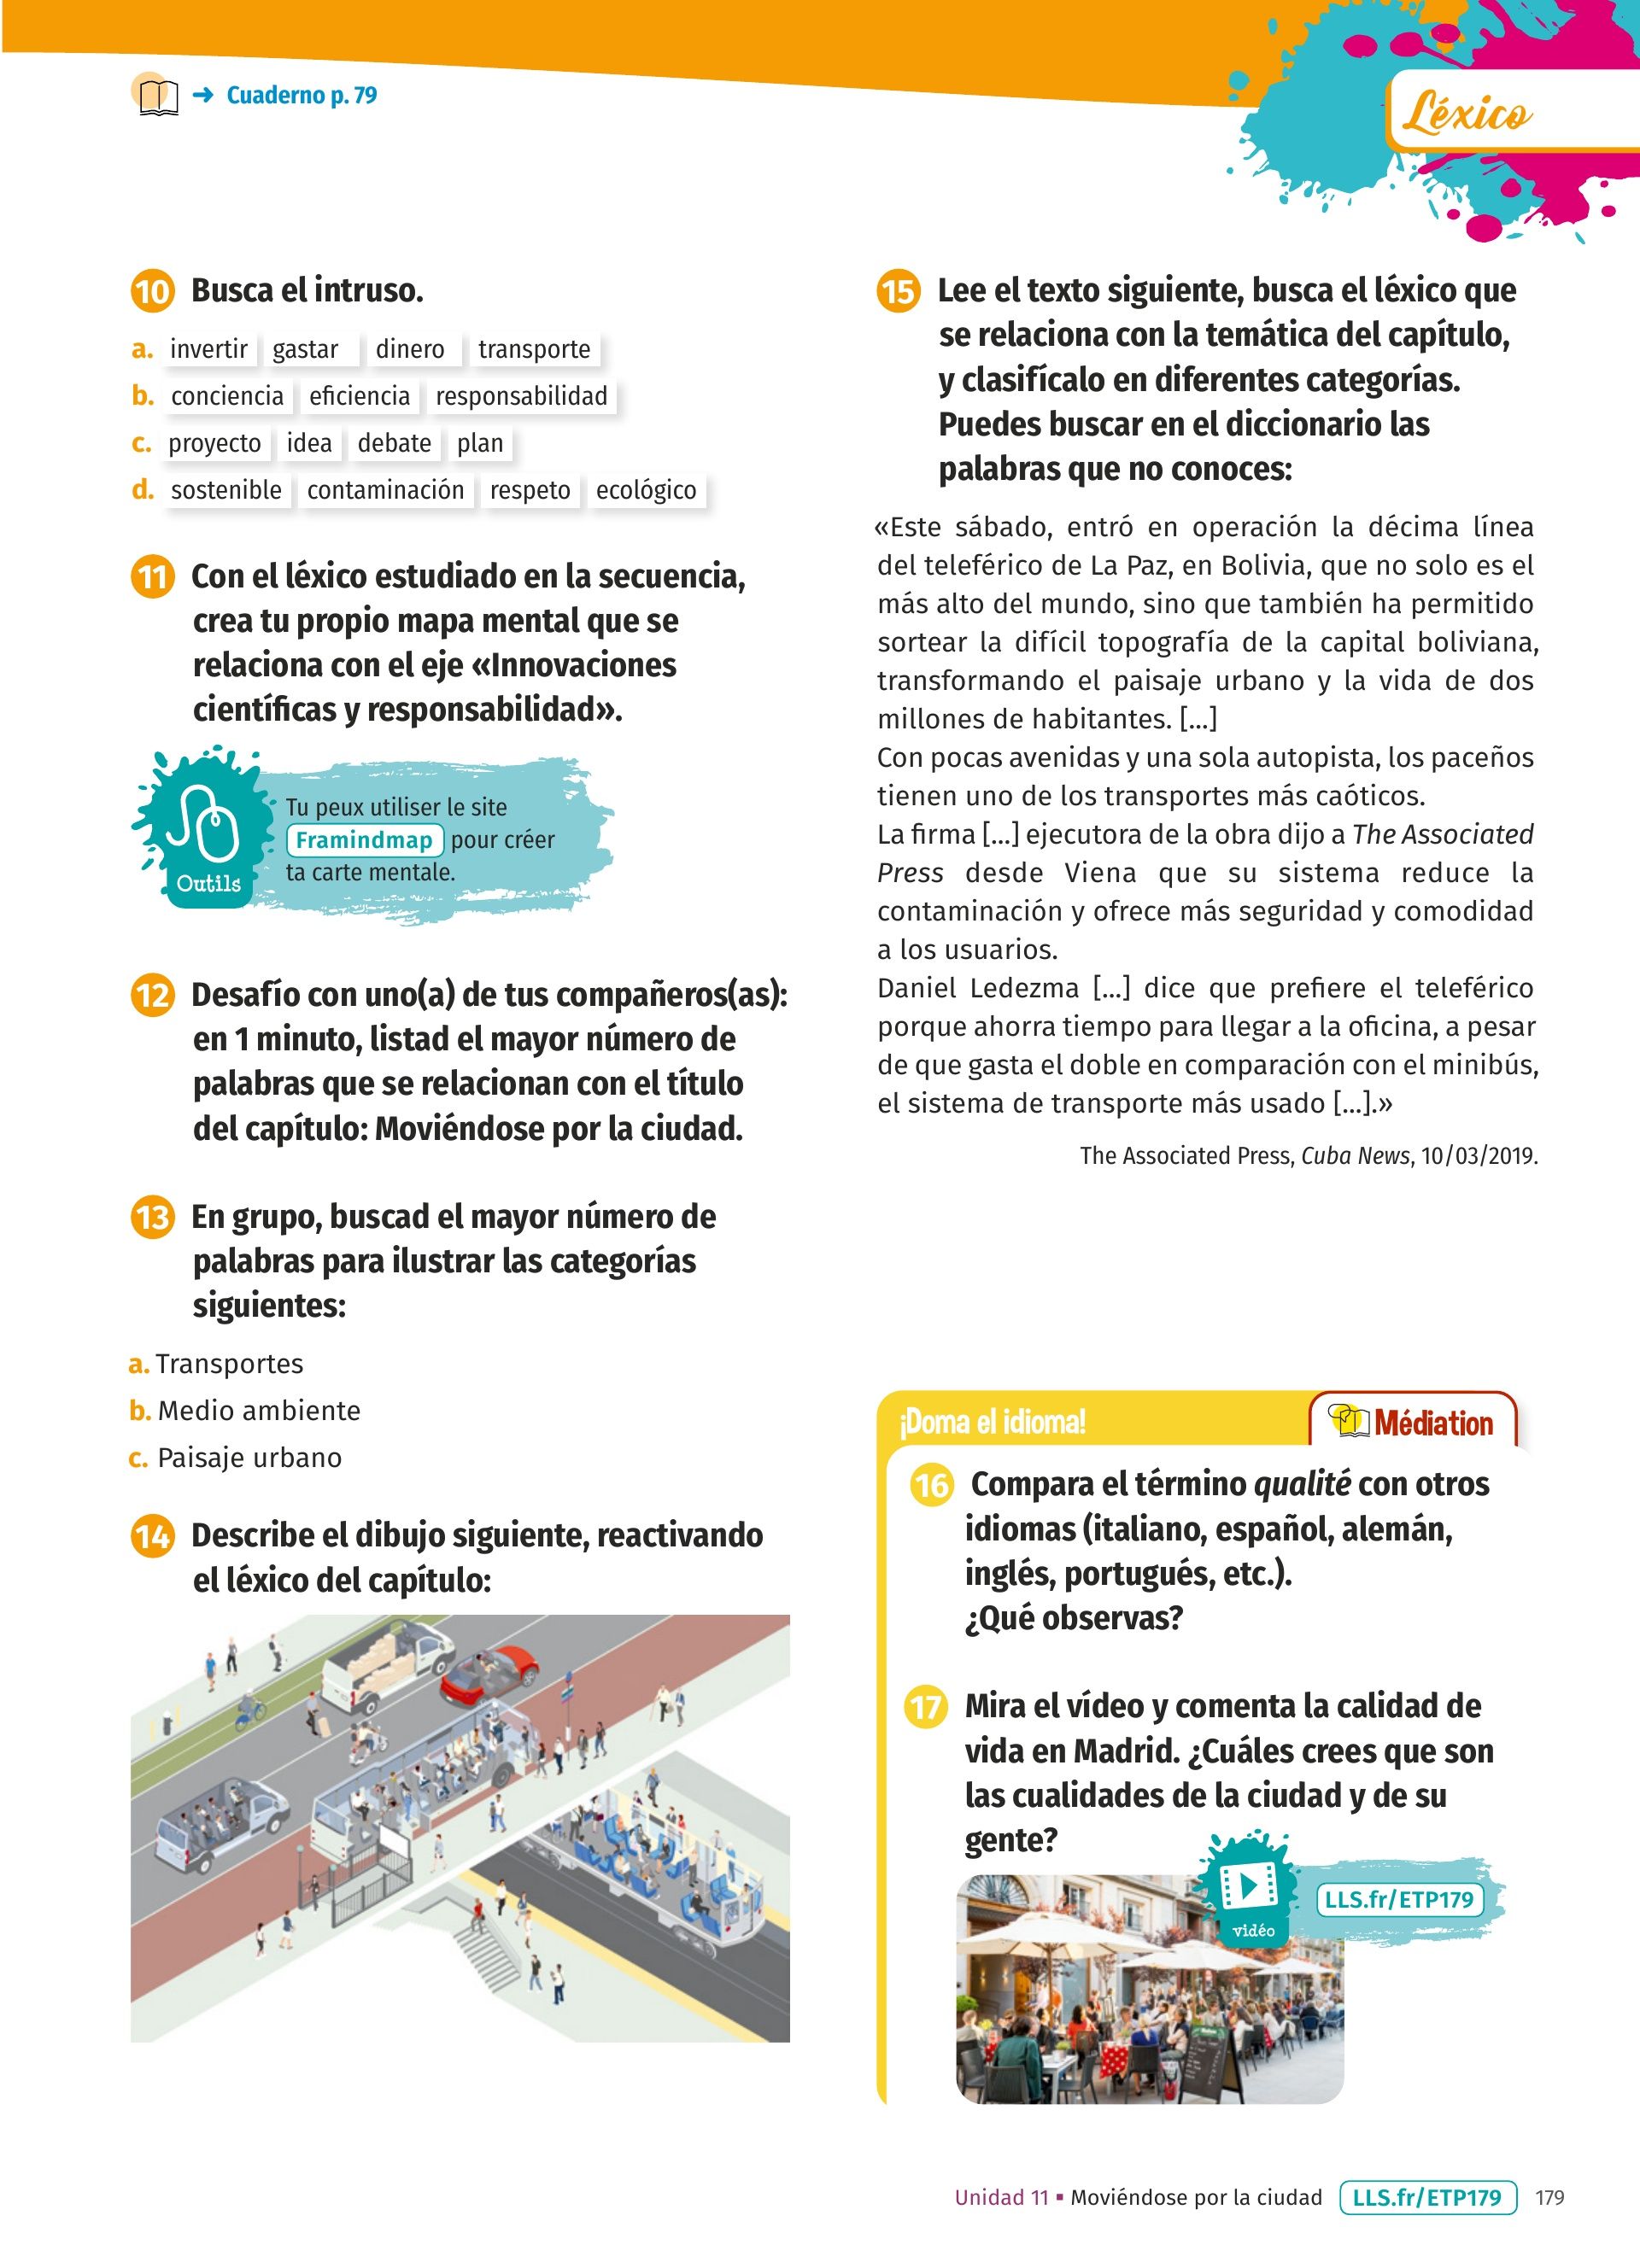 Cuaderno p. 79
Léxico
10 Busca el intruso.
a. invertir gastar dinero transporte
b. conciencia eficiencia responsabilidad
c. proyecto idea debate plan
d. sostenible contaminación respeto ecológico
11 Con el léxico estudiado en la secuencia,
crea tu propio mapa mental que se
relaciona con el eje «Innovaciones
científicas y responsabilidad».
Outils
Tu peux utiliser le site
Framindmap pour créer
ta carte mentale.
12 Desafío con uno(a) de tus compañeros(as):
en 1 minuto, listad el mayor número de
palabras que se relacionan con el título
del capítulo: Moviéndose por la ciudad.
13 En grupo, buscad el mayor número de
palabras para ilustrar las categorías
siguientes:
a. Transportes
b. Medio ambiente
c. Paisaje urbano
14 Describe el dibujo siguiente, reactivando
el léxico del capítulo:
15 Lee el texto siguiente, busca el léxico que
se relaciona con la temática del capítulo,
y clasifícalo en diferentes categorías.
Puedes buscar en el diccionario las
palabras que no conoces:
«Este sábado, entró en operación la décima línea
del teleférico de La Paz, en Bolivia, que no solo es el
más alto del mundo, sino que también ha permitido
sortear la difícil topografía de la capital boliviana,
transformando el paisaje urbano y la vida de dos
millones de habitantes. [...]
Con pocas avenidas y una sola autopista, los paceños
tienen uno de los transportes más caóticos.
La firma [...] ejecutora de la obra dijo a The Associated
Press desde Viena que su sistema reduce la
contaminación y ofrece más seguridad y comodidad
a los usuarios.
Daniel Ledezma [...] dice que prefiere el teleférico
porque ahorra tiempo para llegar a la oficina, a pesar
de que gasta el doble en comparación con el minibús,
el sistema de transporte más usado [...].»
The Associated Press, Cuba News, 10/03/2019.
¡Doma el idioma!
Médiation
16 Compara el término qualité con otros
idiomas (italiano, español, alemán,
inglés, portugués, etc.).
¿Qué observas?
17 Mira el vídeo y comenta la calidad de
vida en Madrid. ¿Cuáles crees que son
las cualidades de la ciudad y de su
gente?
vidéo
LLS.fr/ETP179
Unidad 11 ▪ Moviéndose por la ciudad LLS.fr/ETP179 179